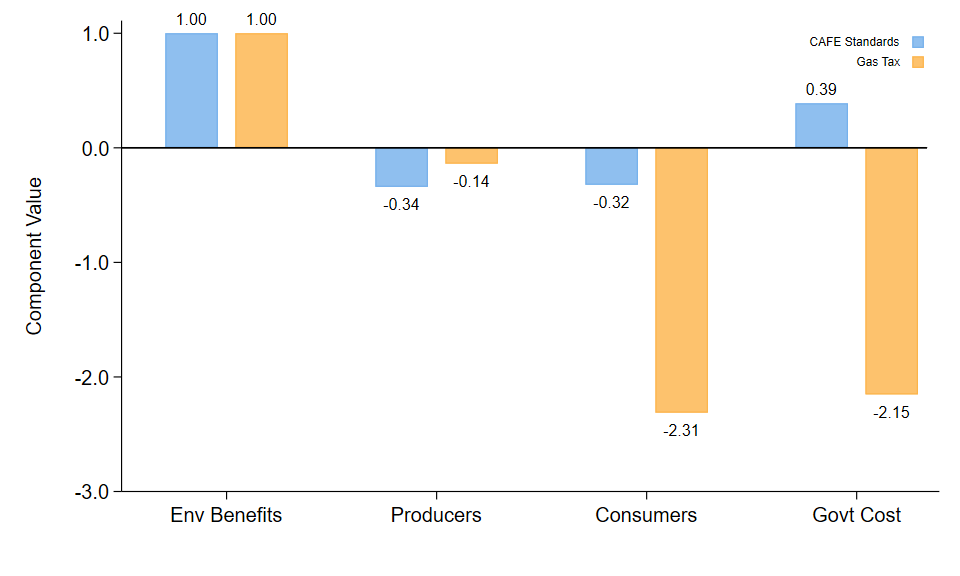 1.00
1.00
CAFE Standards
Gas Tax
0.39
1.0
0.0
-1.0
-2.0
-3.0
Component Value
-0.34
-0.14
-0.32
-2.31
-2.15
Env Benefits
Producers
Consumers
Govt Cost